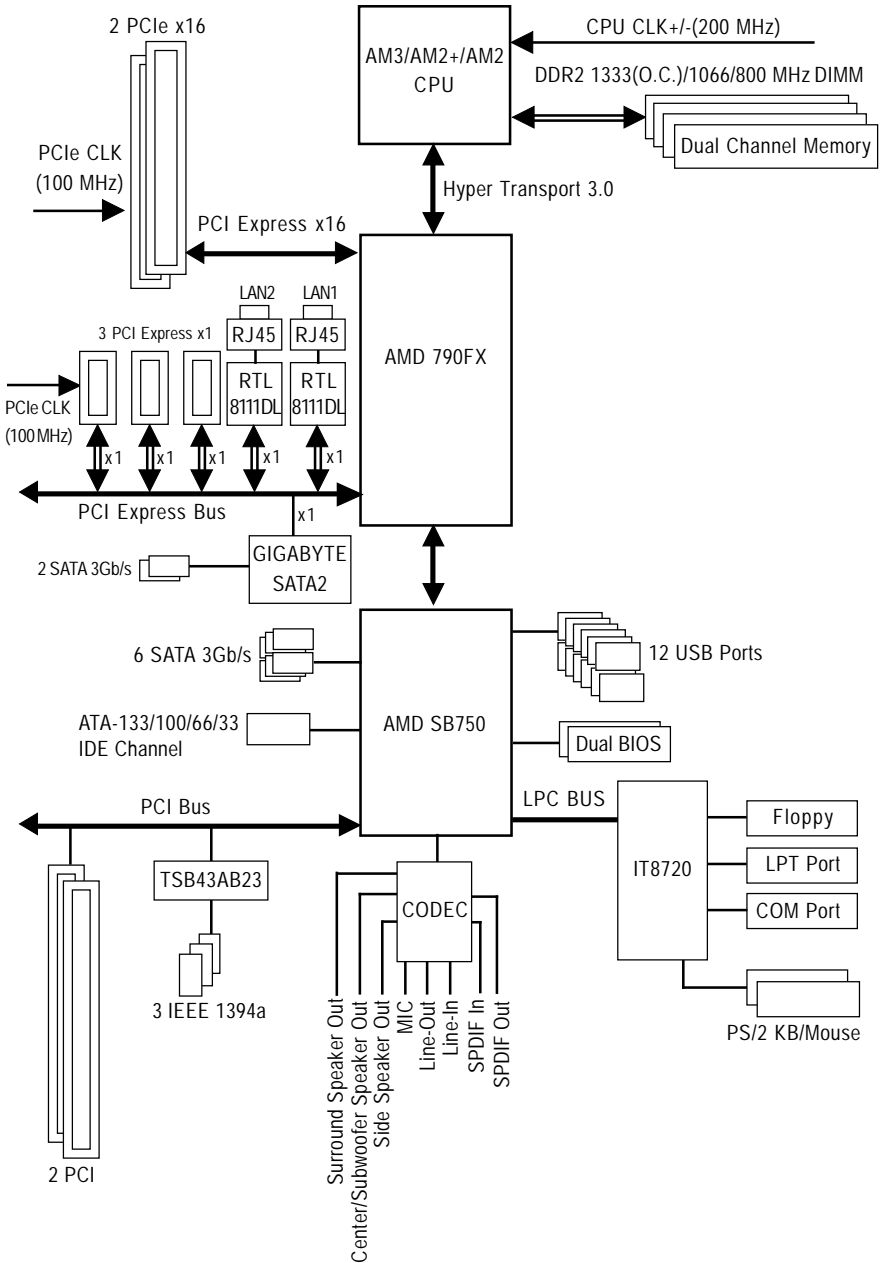 2 PCIe x16
CPU CLK+/-(200 MHz)
AM3/AM2+/AM2
CPU
DDR2 1333(O.C.)/1066/800 MHz DIMM
Dual Channel Memory
PCIe CLK
(100 MHz)
Hyper Transport 3.0
PCI Express x16
LAN2
LAN1
3 PCI Express x1
RJ45
RJ45
AMD 790FX
RTL
8111DL
RTL
8111DL
PCIe CLK
(100 MHz)
x1
x1
x1
x1
x1
PCI Express Bus
x1
GIGABYTE
SATA2
2 SATA 3Gb/s
6 SATA 3Gb/s
12 USB Ports
ATA-133/100/66/33
IDE Channel
AMD SB750
Dual BIOS
PCI Bus
LPC BUS
Floppy
TSB43AB23
CODEC
IT8720
LPT Port
COM Port
3 IEEE 1394a
PS/2 KB/Mouse
Surround Speaker Out
Center/Subwoofer Speaker Out
Side Speaker Out
MIC
Line-Out
Line-In
SPDIF In
SPDIF Out
2 PCI